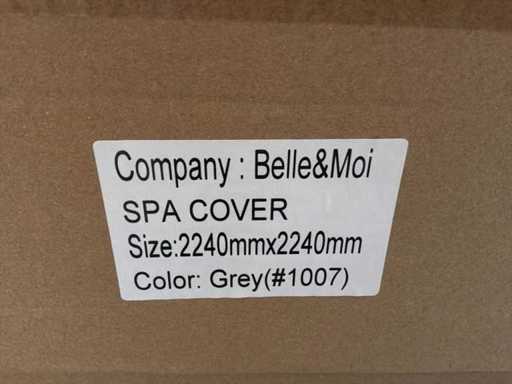 Company : Belle&Moi
SPA COVER
Size:2240mmx2240mm
Color: Grey(#1007)